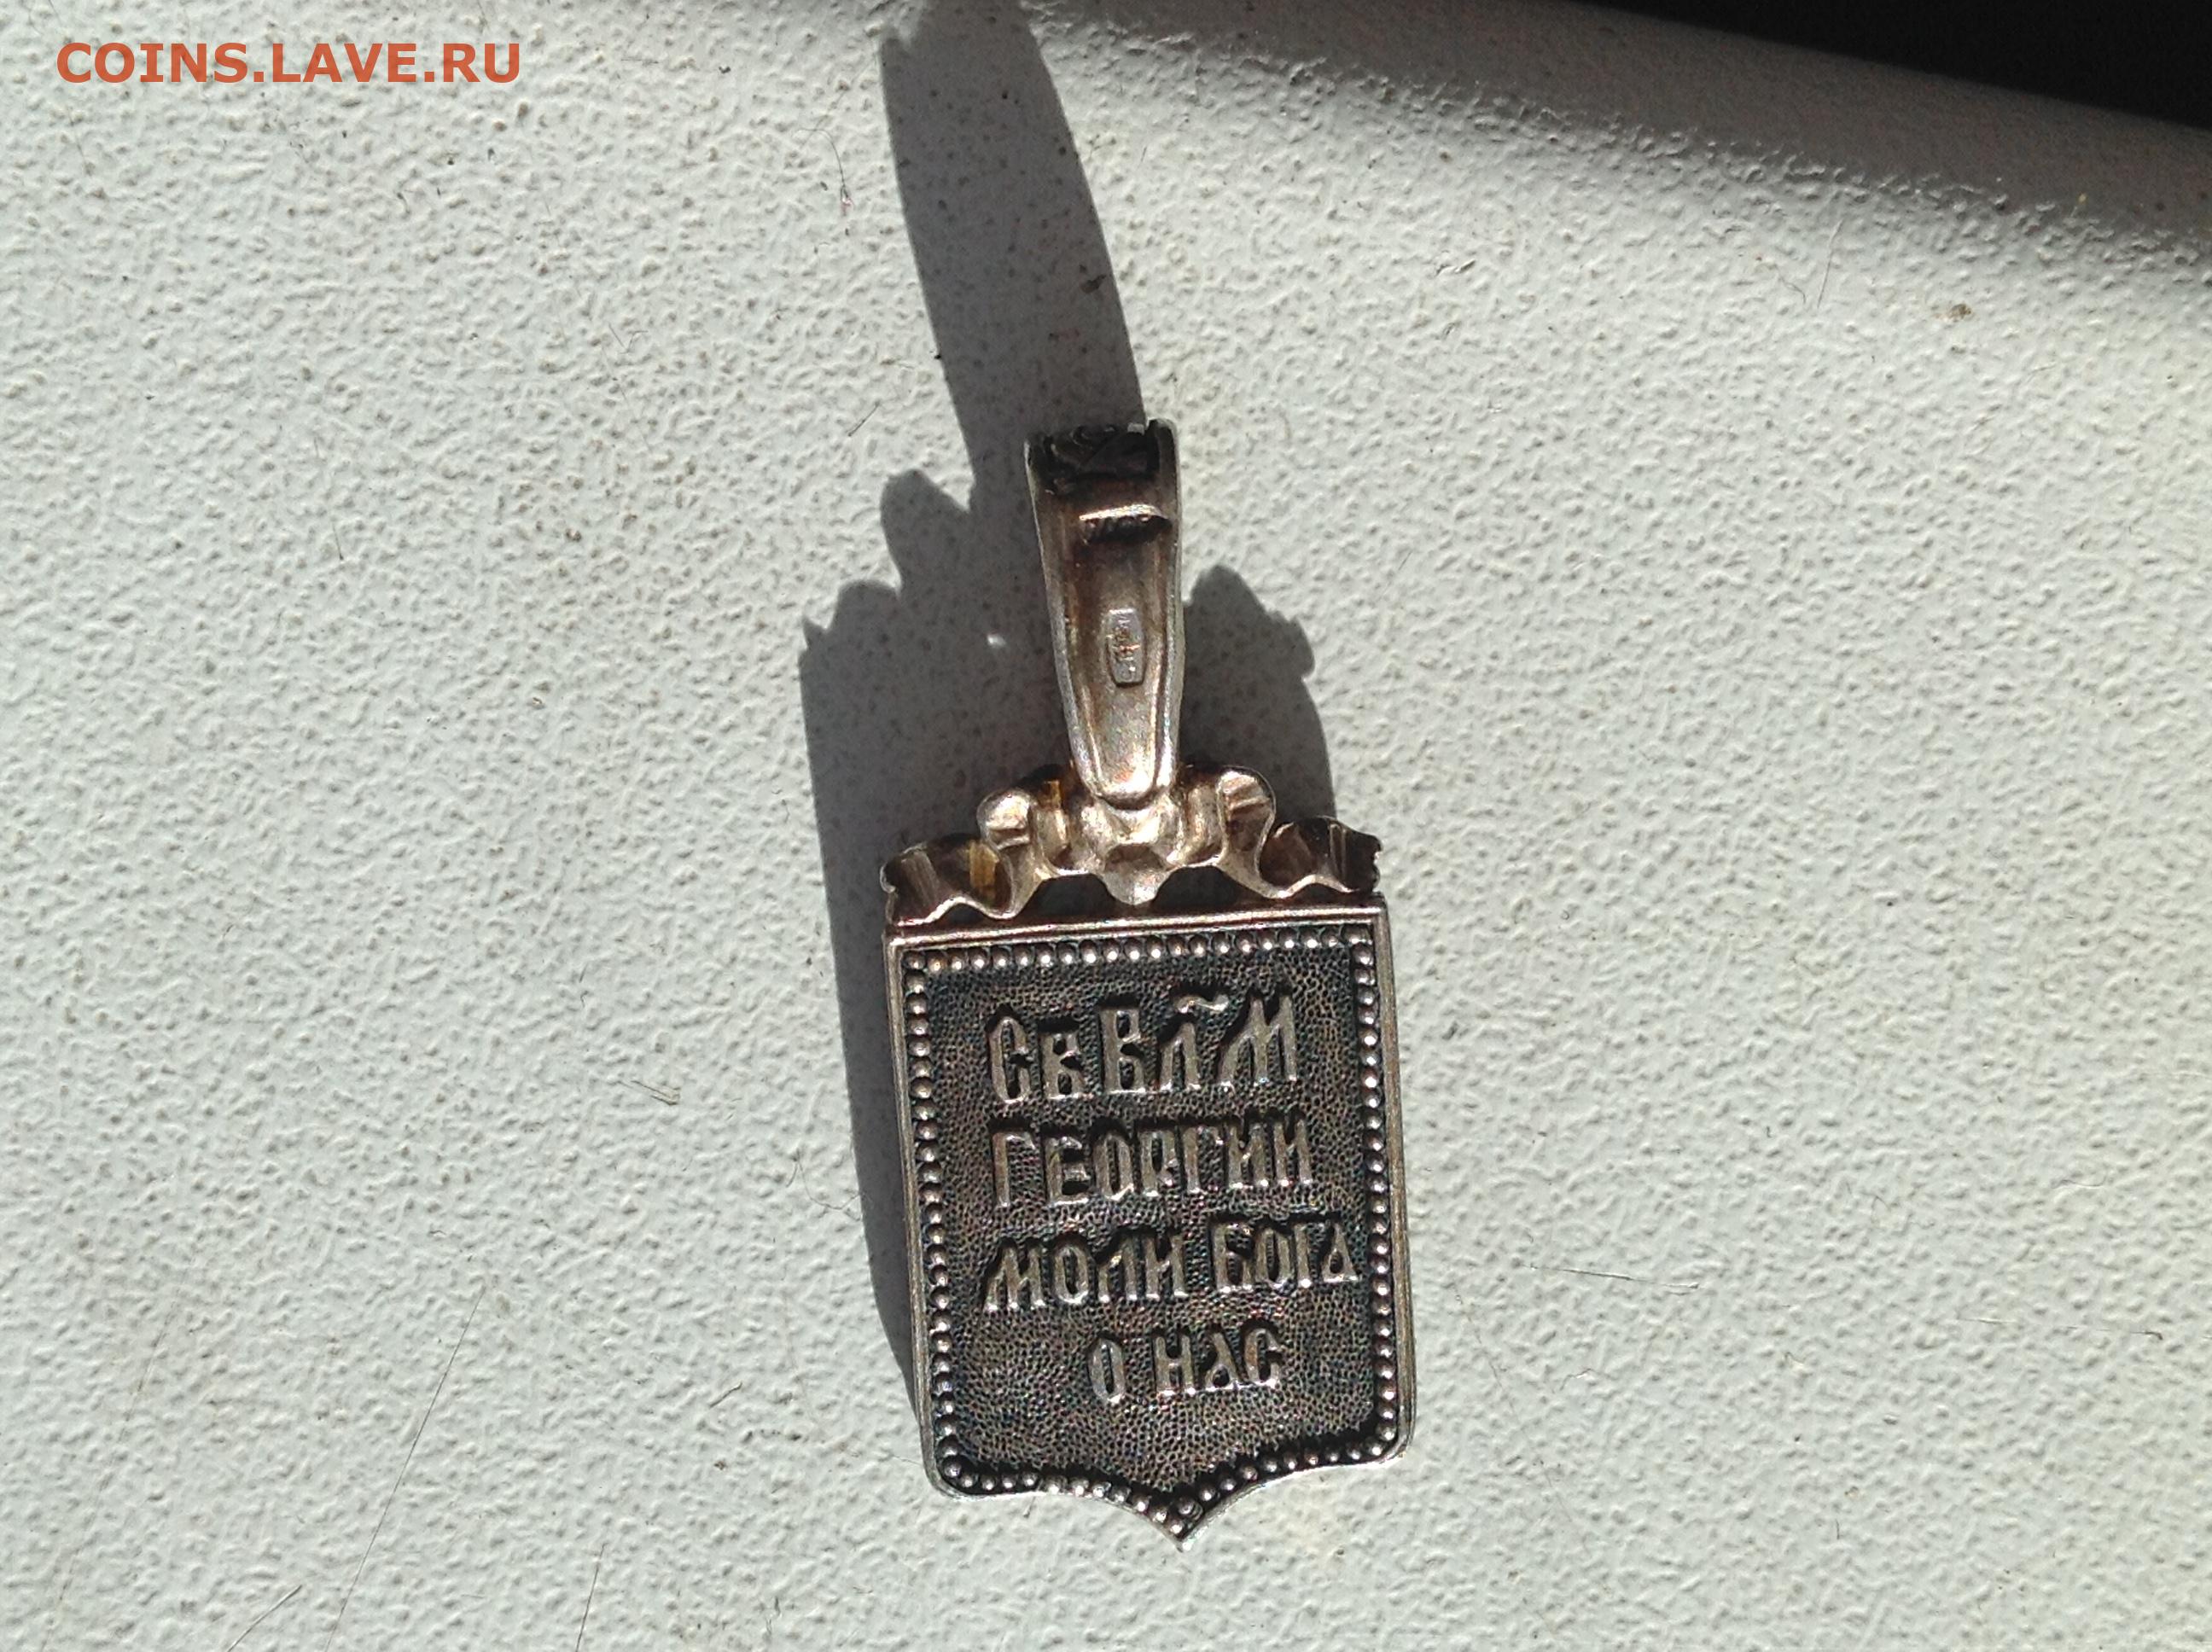 COINS.LAVE.RU
Св Вл҃М
ГЕОРГИИ
МОЛИ БОГА
О НАС